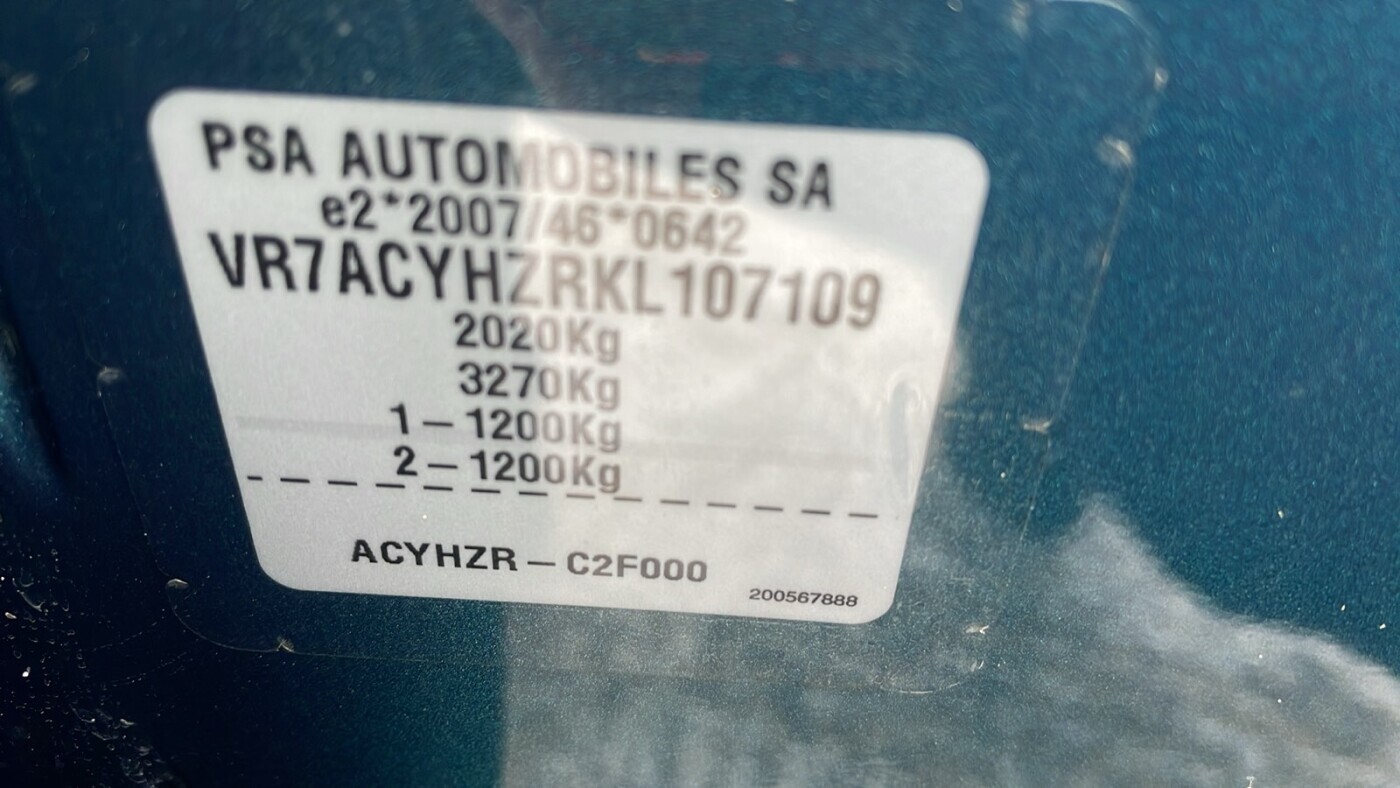 PSA AUTOMOBILES SA
e2*2007/46*0642
VR7ACYHZRKL107109
2020Kg
3270Kg
1 – 1200Kg
2 – 1200Kg
ACYHZR – C2F000
200567888